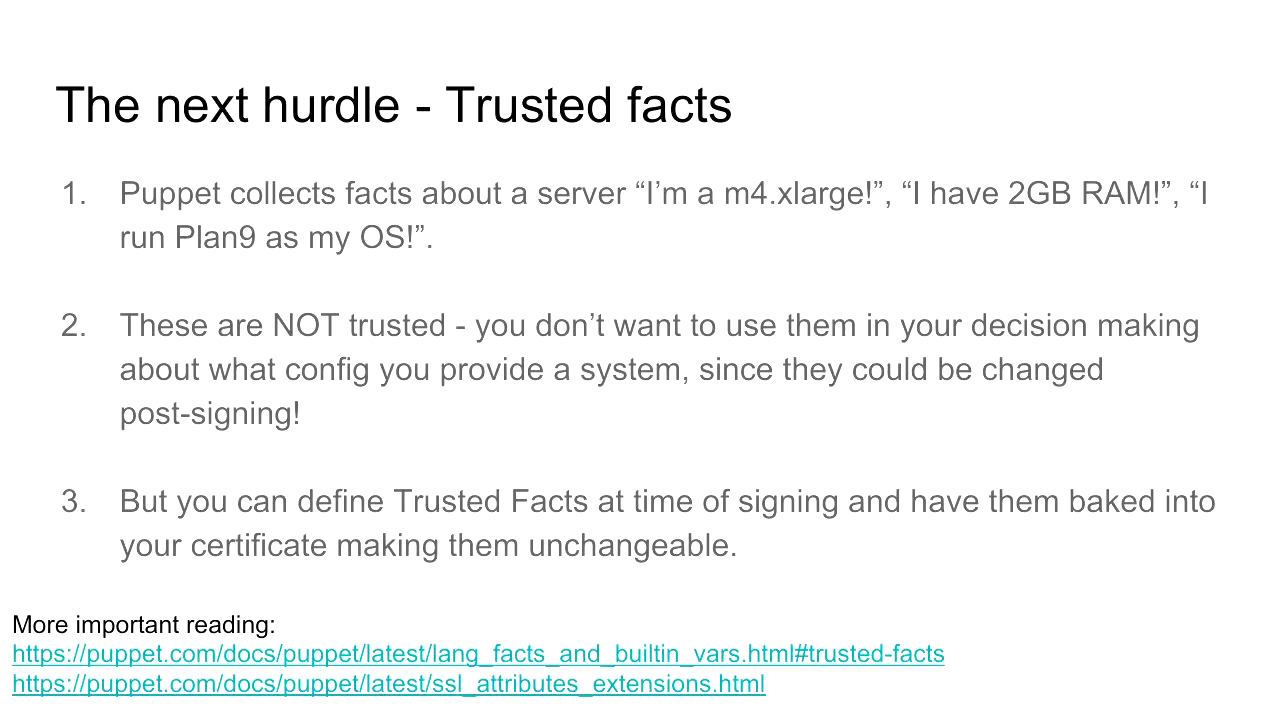 The next hurdle - Trusted facts
1. Puppet collects facts about a server “I’m a m4.xlarge!”, “I have 2GB RAM!”, “I
run Plan9 as my OS!”.
2. These are NOT trusted - you don’t want to use them in your decision making
about what config you provide a system, since they could be changed
post-signing!
3. But you can define Trusted Facts at time of signing and have them baked into
your certificate making them unchangeable.
More important reading:
https://puppet.com/docs/puppet/latest/lang_facts_and_builtin_vars.html#trusted-facts
https://puppet.com/docs/puppet/latest/ssl_attributes_extensions.html